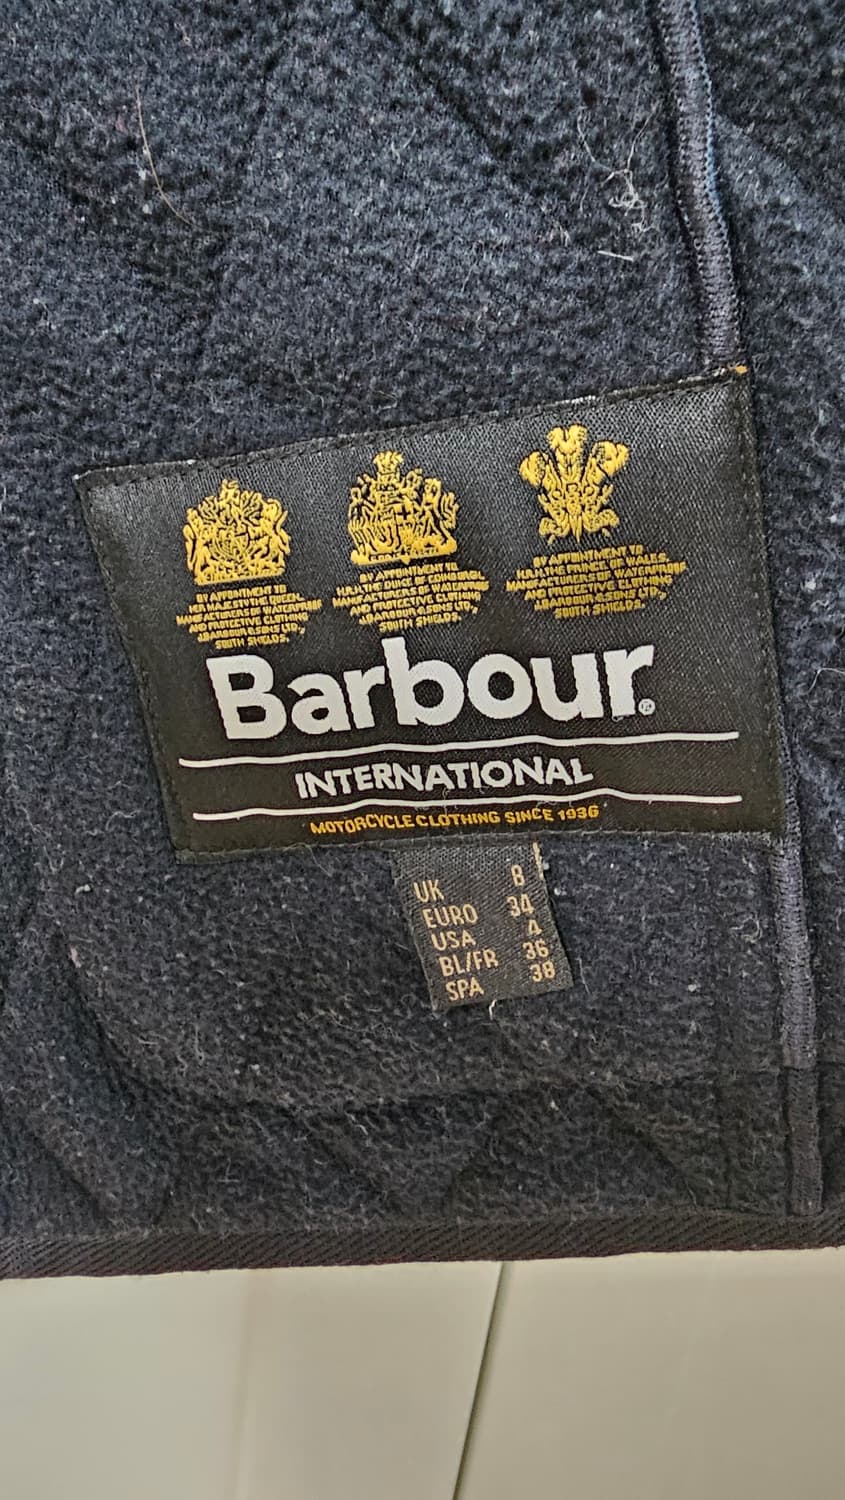 BY APPOINTMENT TO
HER MAJESTY THE QUEEN
MANUFACTURERS OF WATERPROOF
AND PROTECTIVE CLOTHING
J.BARBOUR & SONS LTD,
SOUTH SHIELDS.
BY APPOINTMENT TO
H.R.H. THE DUKE OF EDINBURGH
MANUFACTURERS OF WATERPROOF
AND PROTECTIVE CLOTHING
J.BARBOUR & SONS LTD,
SOUTH SHIELDS.
BY APPOINTMENT TO
H.R.H. THE PRINCE OF WALES.
MANUFACTURERS OF WATERPROOF
AND PROTECTIVE CLOTHING
J.BARBOUR & SONS LTD,
SOUTH SHIELDS.
Barbour®
INTERNATIONAL
MOTORCYCLE CLOTHING SINCE 1936
UK 8
EURO 34
USA 4
BL/FR 36
SPA 38